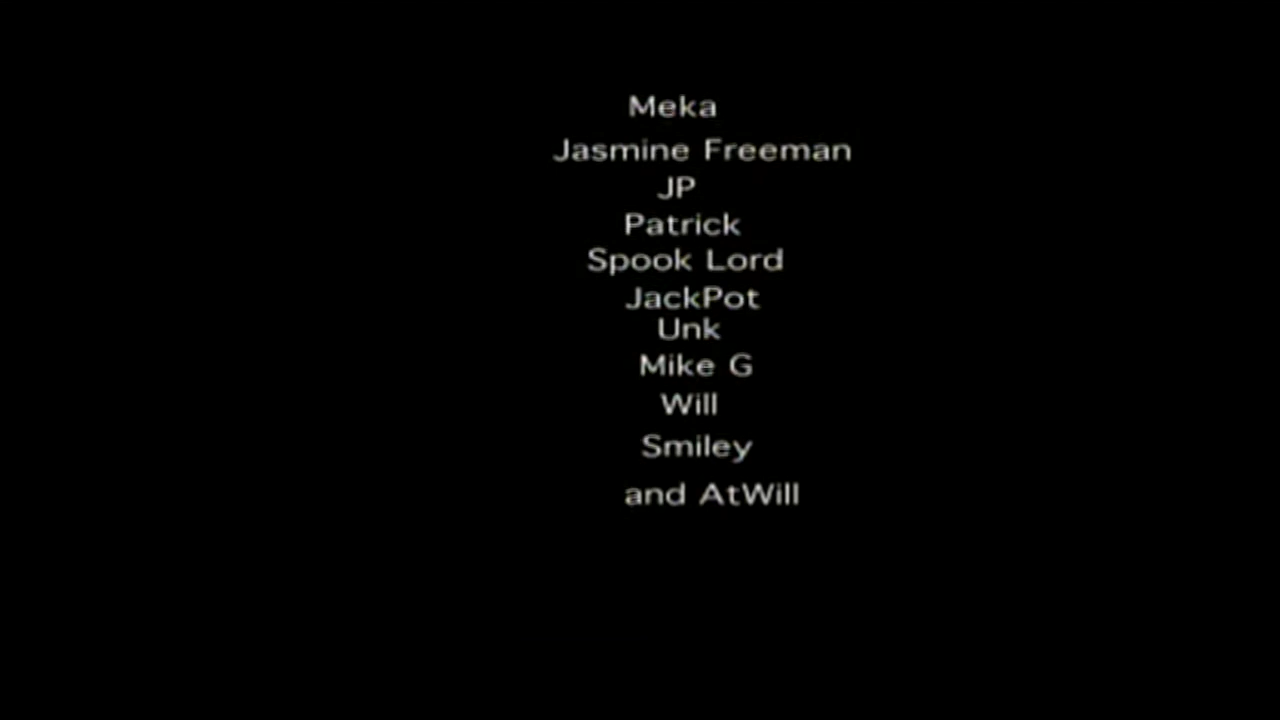 Meka
Jasmine Freeman
JP
Patrick
Spook Lord
JackPot
Unk
Mike G
Will
Smiley
and AtWill